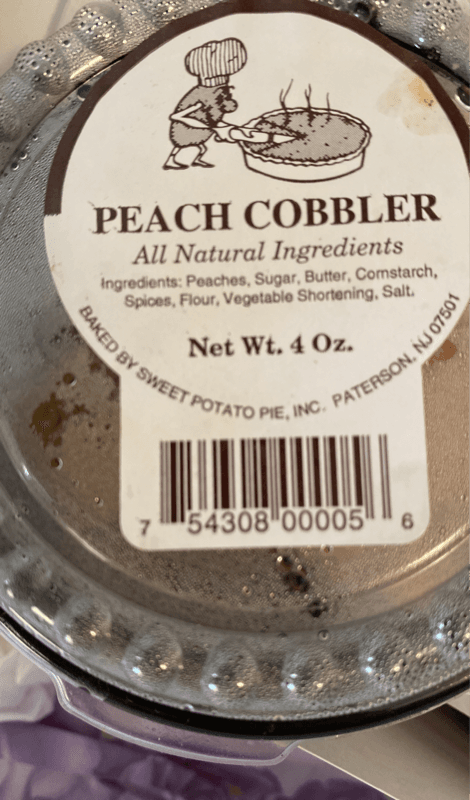 PEACH COBBLER
All Natural Ingredients
Ingredients: Peaches, Sugar, Butter, Cornstarch,
Spices, Flour, Vegetable Shortening, Salt.
Net Wt. 4 Oz.
BAKED BY SWEET POTATO PIE, INC. PATERSON, NJ 07501
7 54308 00005 6